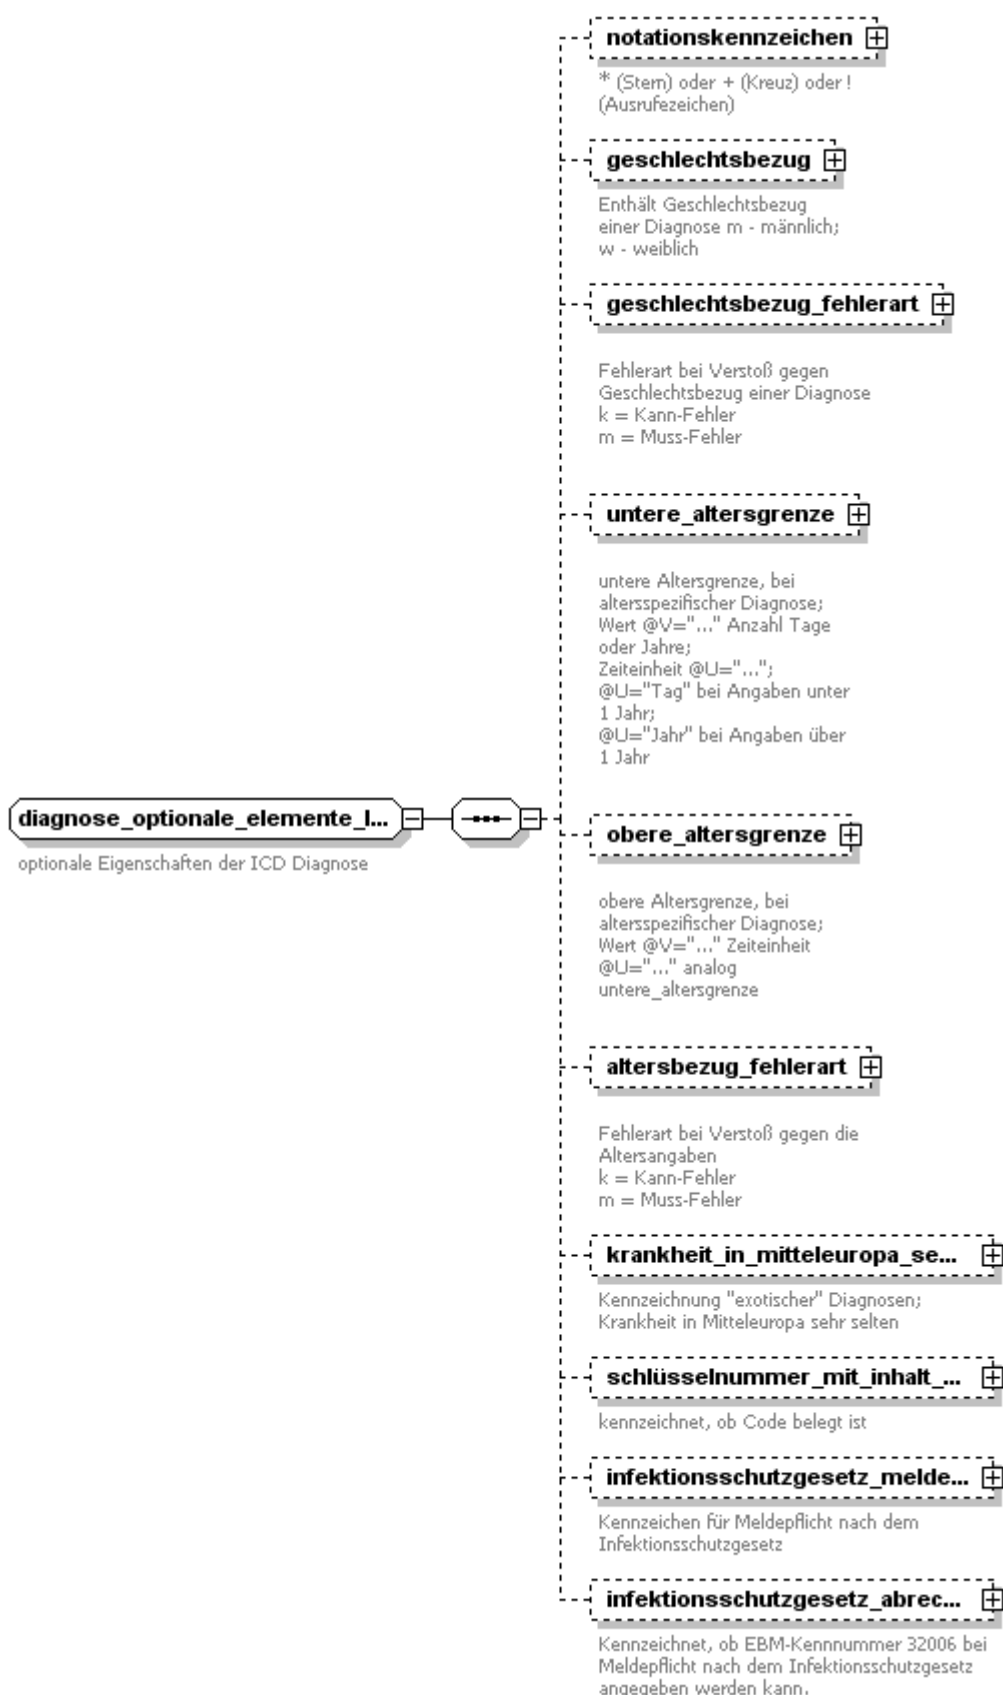 notationskennzeichen
* (Stern) oder + (Kreuz) oder !
(Ausrufezeichen)
geschlechtsbezug
Enthält Geschlechtsbezug
einer Diagnose m - männlich;
w - weiblich
geschlechtsbezug_fehlerart
Fehlerart bei Verstoß gegen
Geschlechtsbezug einer Diagnose
k = Kann-Fehler
m = Muss-Fehler
untere_altersgrenze
untere Altersgrenze, bei
altersspezifischer Diagnose;
Wert @V="..." Anzahl Tage
oder Jahre;
Zeiteinheit @U="...";
@U="Tag" bei Angaben unter
1 Jahr;
@U="Jahr" bei Angaben über
1 Jahr
diagnose_optionale_elemente_l...
optionale Eigenschaften der ICD Diagnose
obere_altersgrenze
obere Altersgrenze, bei
altersspezifischer Diagnose;
Wert @V="..." Zeiteinheit
@U="..." analog
untere_altersgrenze
altersbezug_fehlerart
Fehlerart bei Verstoß gegen die
Altersangaben
k = Kann-Fehler
m = Muss-Fehler
krankheit_in_mitteleuropa_se...
Kennzeichnung "exotischer" Diagnosen;
Krankheit in Mitteleuropa sehr selten
schlüsselnummer_mit_inhalt_...
kennzeichnet, ob Code belegt ist
infektionsschutzgesetz_melde...
Kennzeichen für Meldepflicht nach dem
Infektionsschutzgesetz
infektionsschutzgesetz_abrec...
Kennzeichnet, ob EBM-Kennnummer 32006 bei
Meldepflicht nach dem Infektionsschutzgesetz
angegeben werden kann.